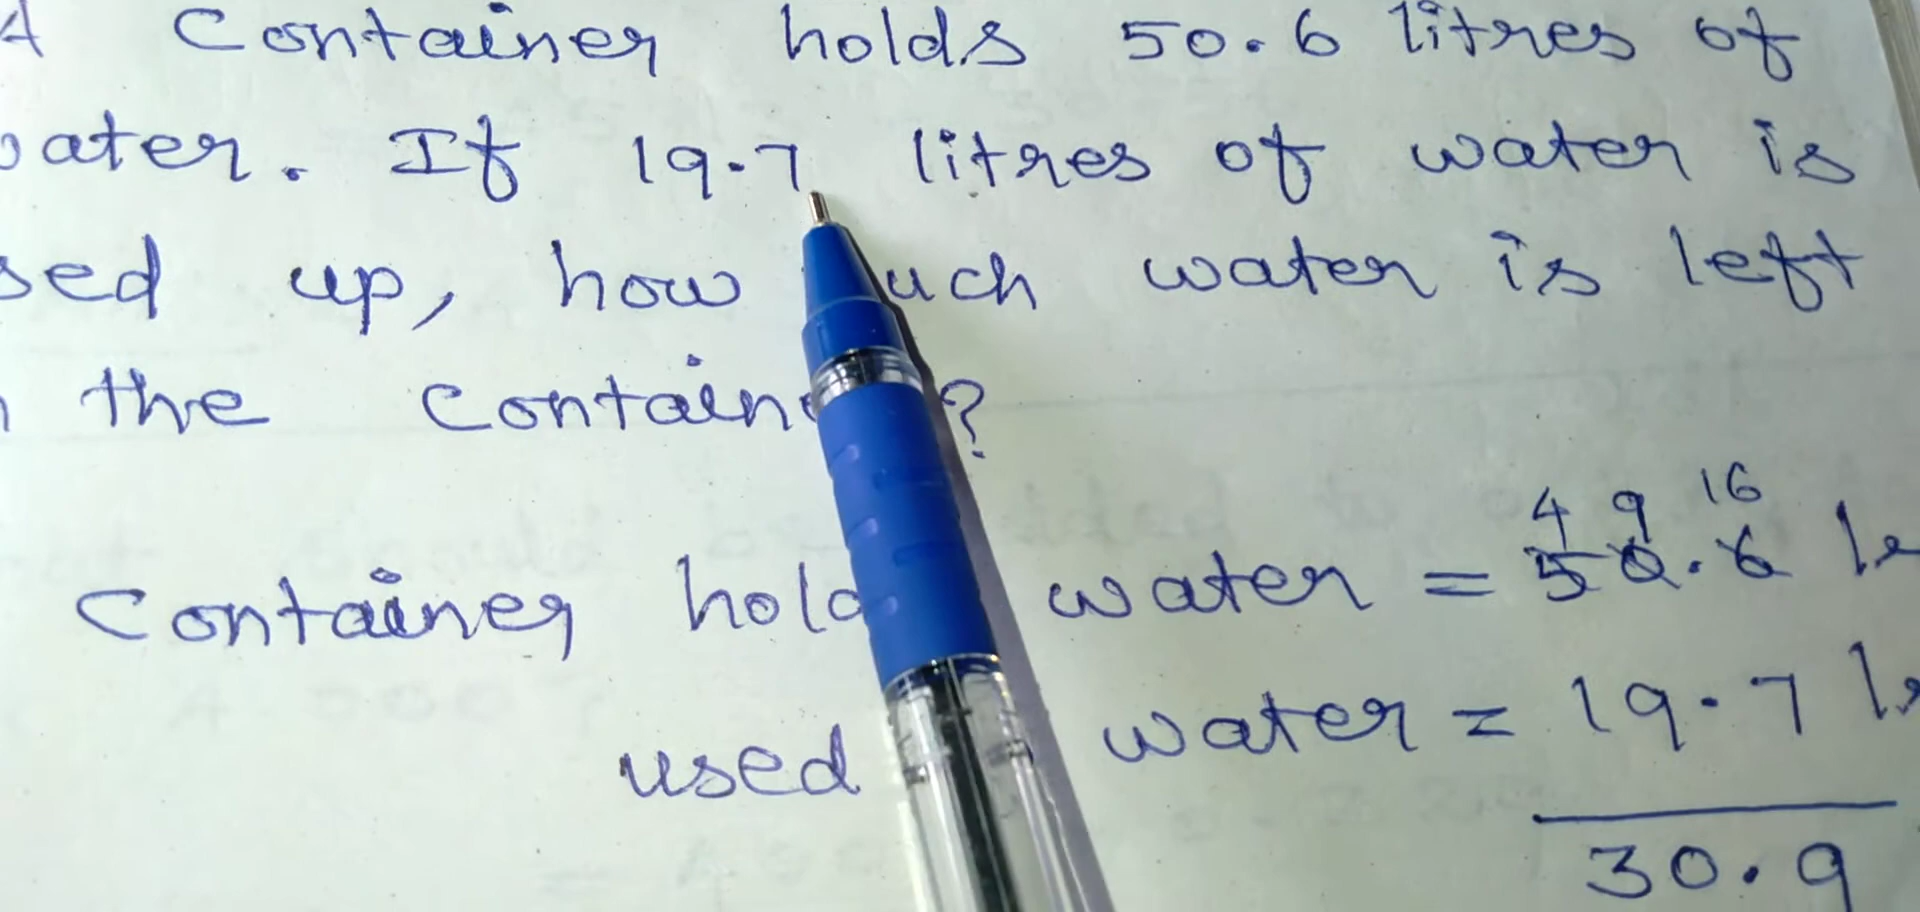 A Container holds 50.6 litres of
water. If 19.7 litres of water is
sed up, how uch water is left
the Contain ?
4 9 16
Container hold water = 50.6
used water = 19.7
30.9